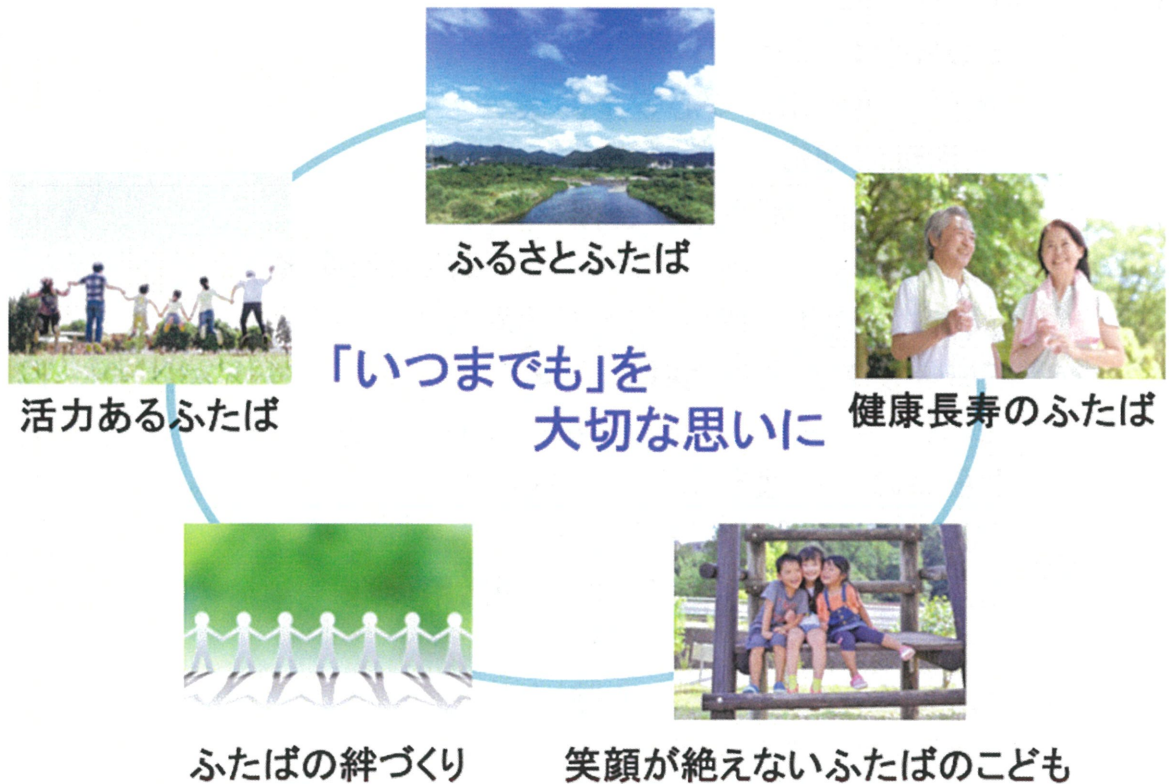 ふるさとふたば
活力あるふたば
「いつまでも」を
大切な思いに
健康長寿のふたば
ふたばの絆づくり
笑顔が絶えないふたばのこども